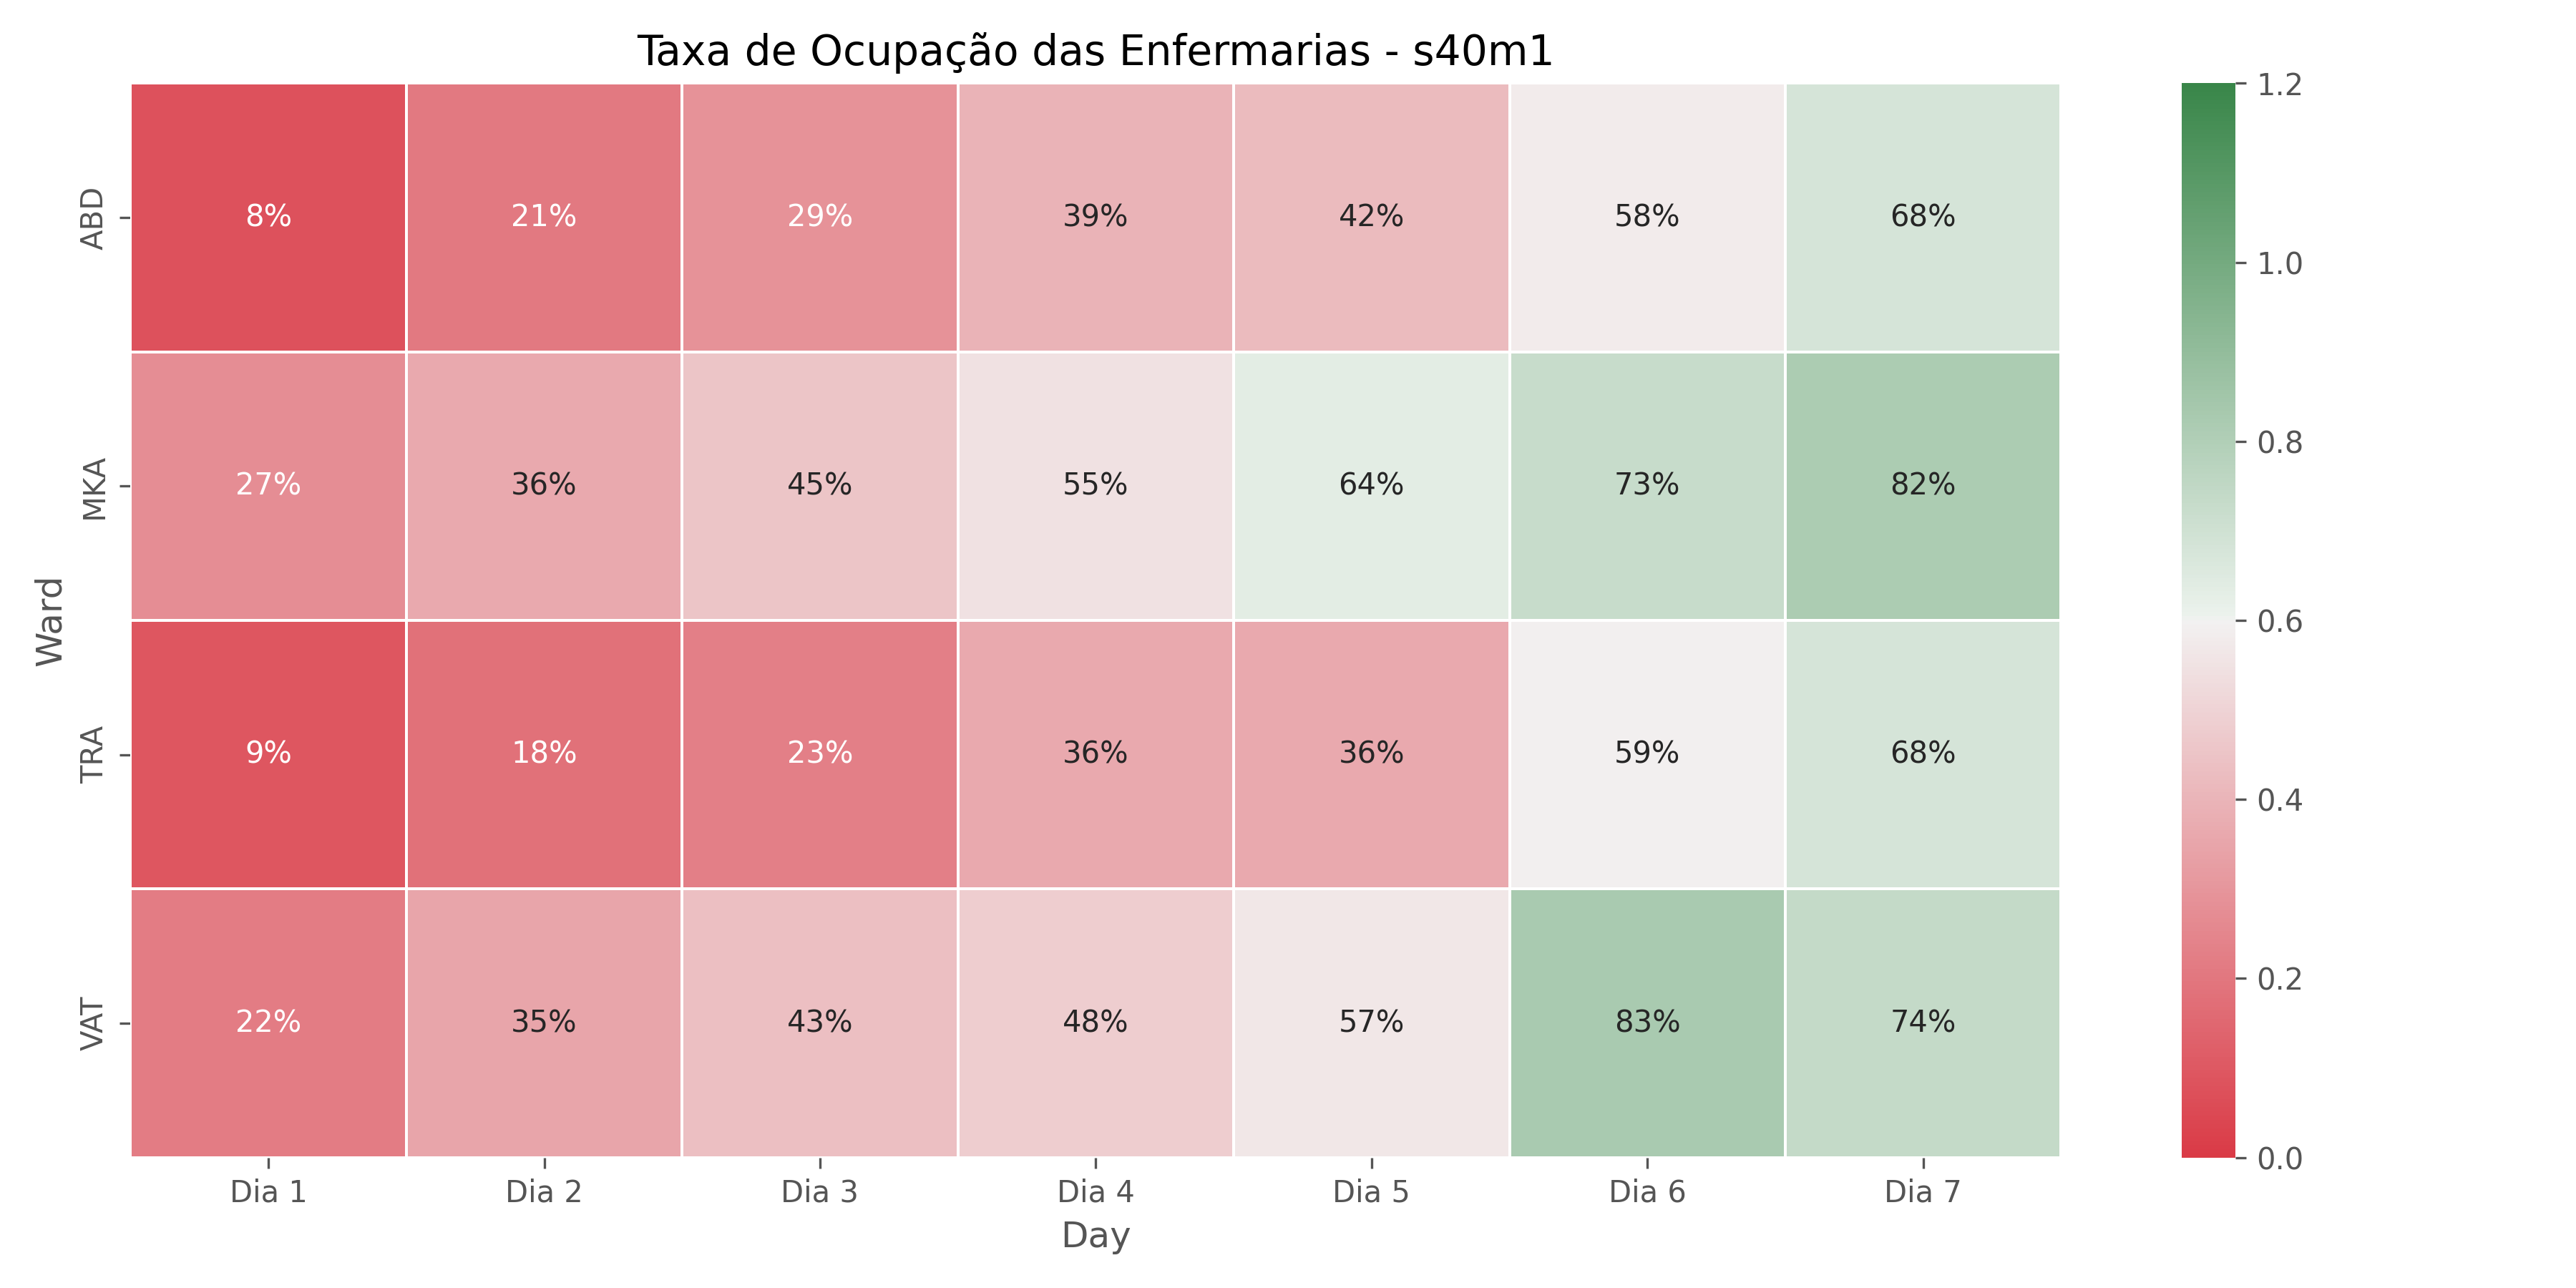 Taxa de Ocupação das Enfermarias - s40m1
Ward
ABD 8% 21% 29% 39% 42% 58% 68%
MKA 27% 36% 45% 55% 64% 73% 82%
TRA 9% 18% 23% 36% 36% 59% 68%
VAT 22% 35% 43% 48% 57% 83% 74%
Dia 1 Dia 2 Dia 3 Dia 4 Dia 5 Dia 6 Dia 7
Day
1.2
1.0
0.8
0.6
0.4
0.2
0.0